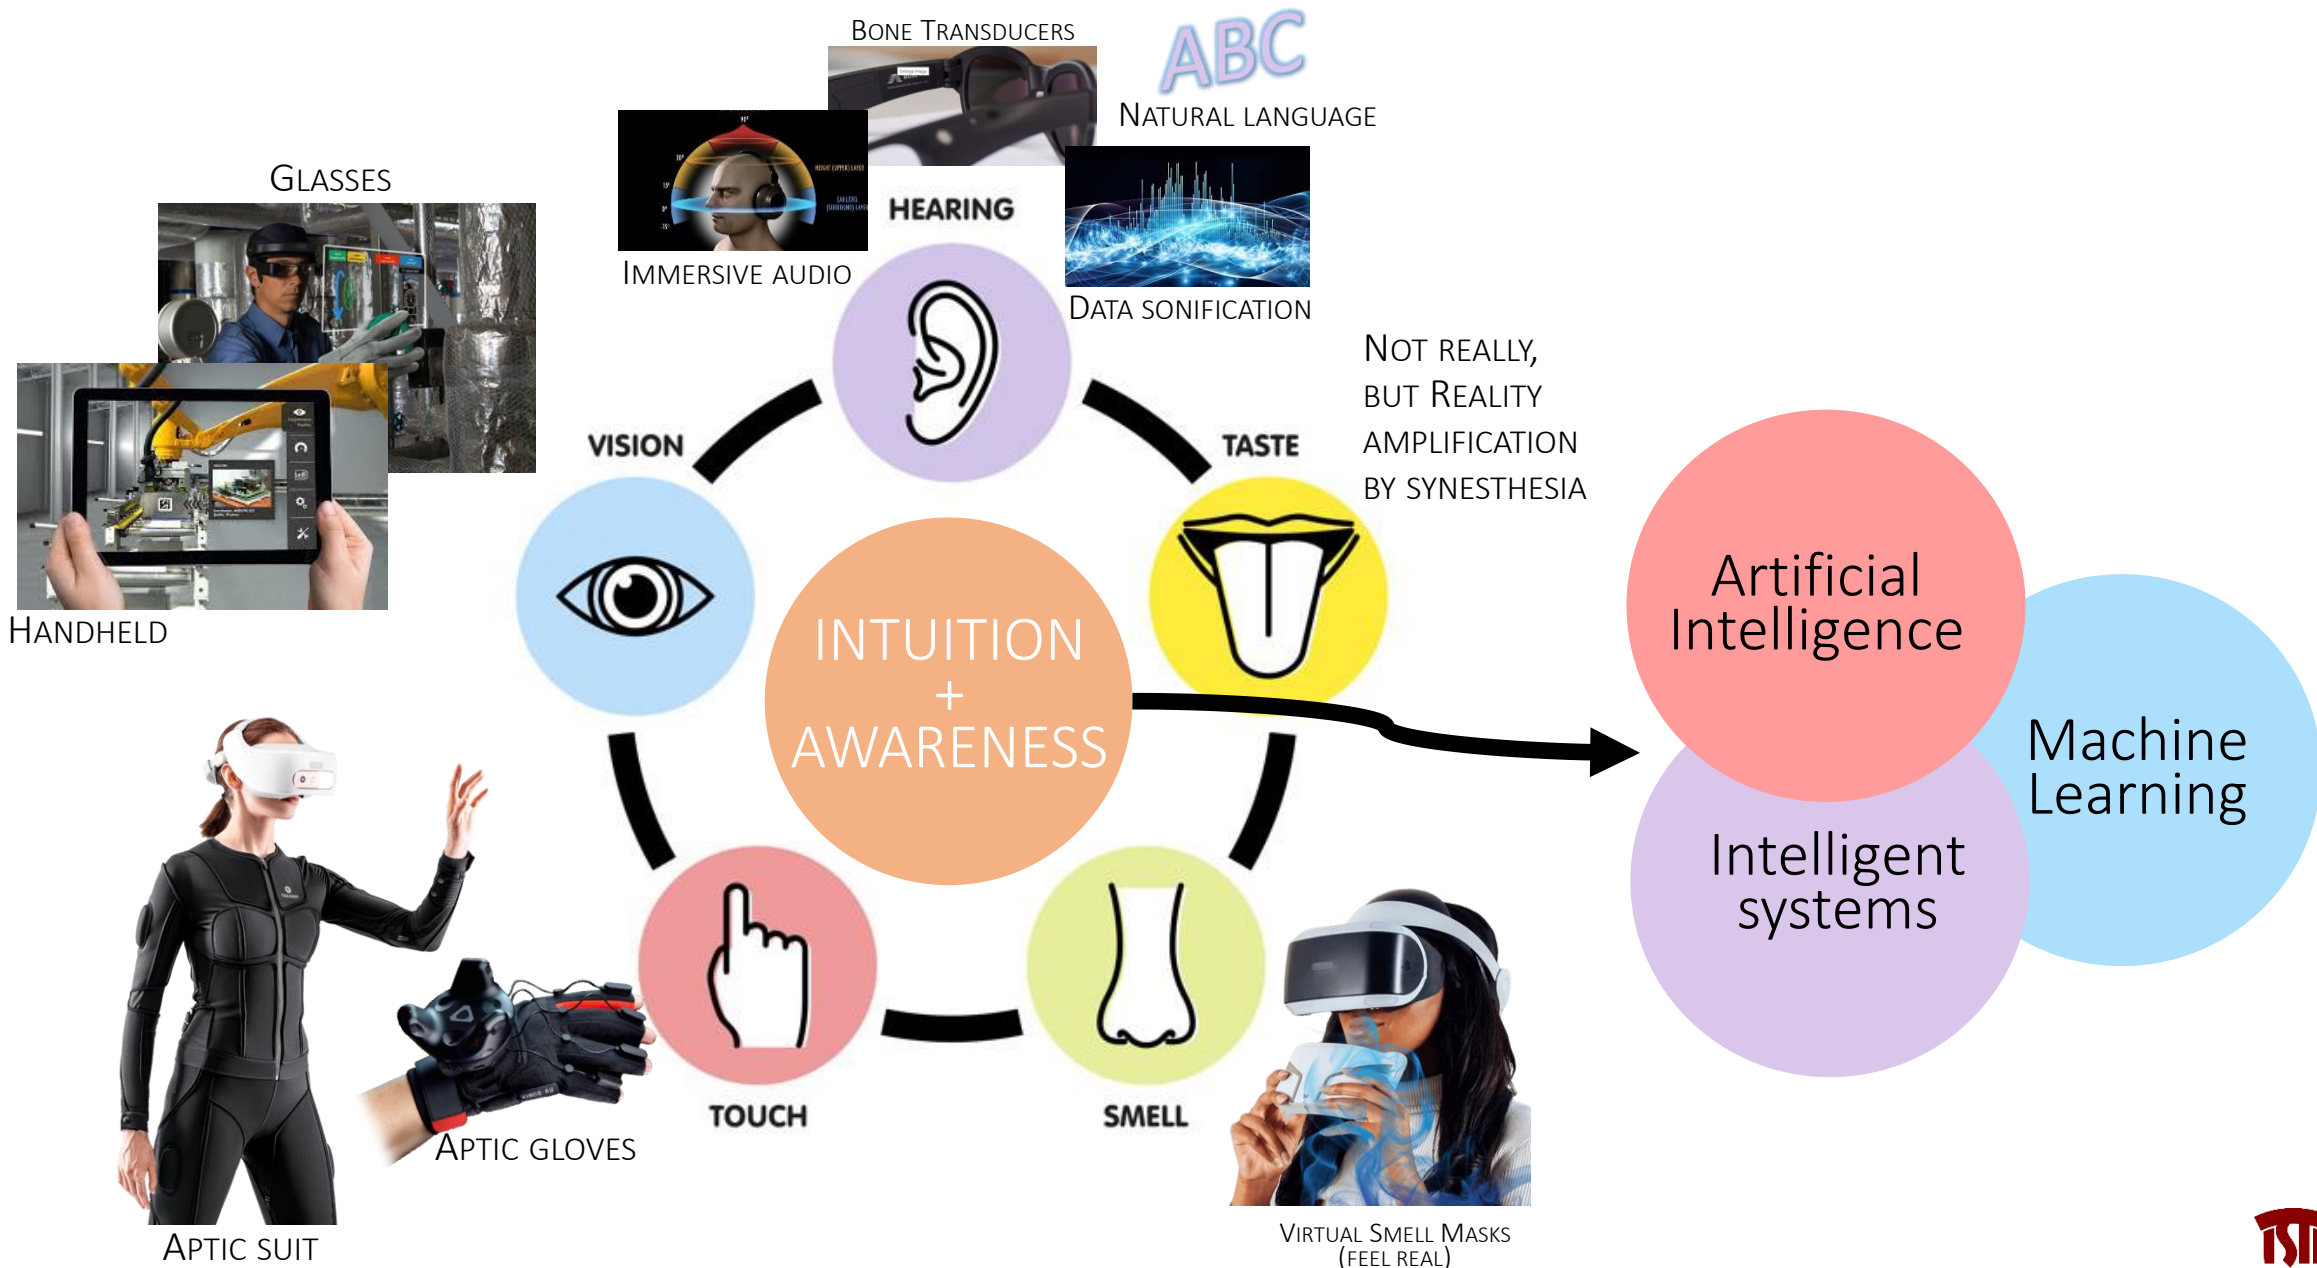 BONE TRANSDUCERS
ABC
NATURAL LANGUAGE
GLASSES
HEARING
IMMERSIVE AUDIO
DATA SONIFICATION
NOT REALLY,
BUT REALITY
AMPLIFICATION
BY SYNESTHESIA
VISION
TASTE
HANDHELD
INTUITION
+
AWARENESS
Artificial
Intelligence
Machine
Learning
Intelligent
systems
TOUCH
SMELL
APTIC GLOVES
APTIC SUIT
VIRTUAL SMELL MASKS
(FEEL REAL)